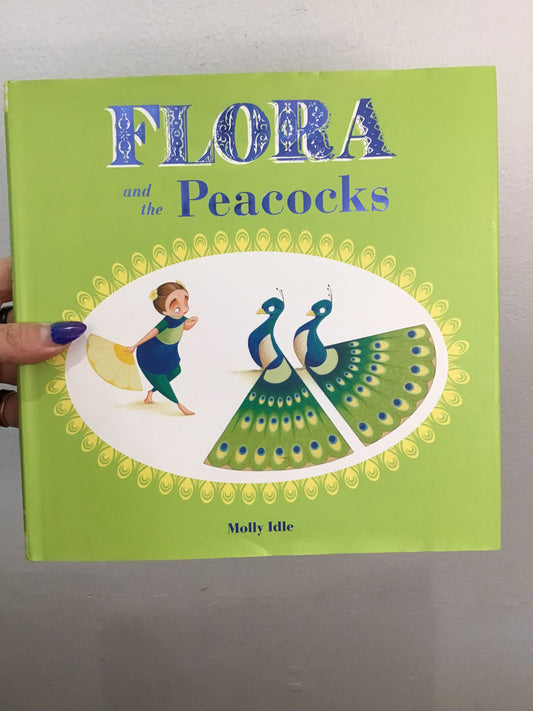 FLORA
and the Peacocks
Molly Idle